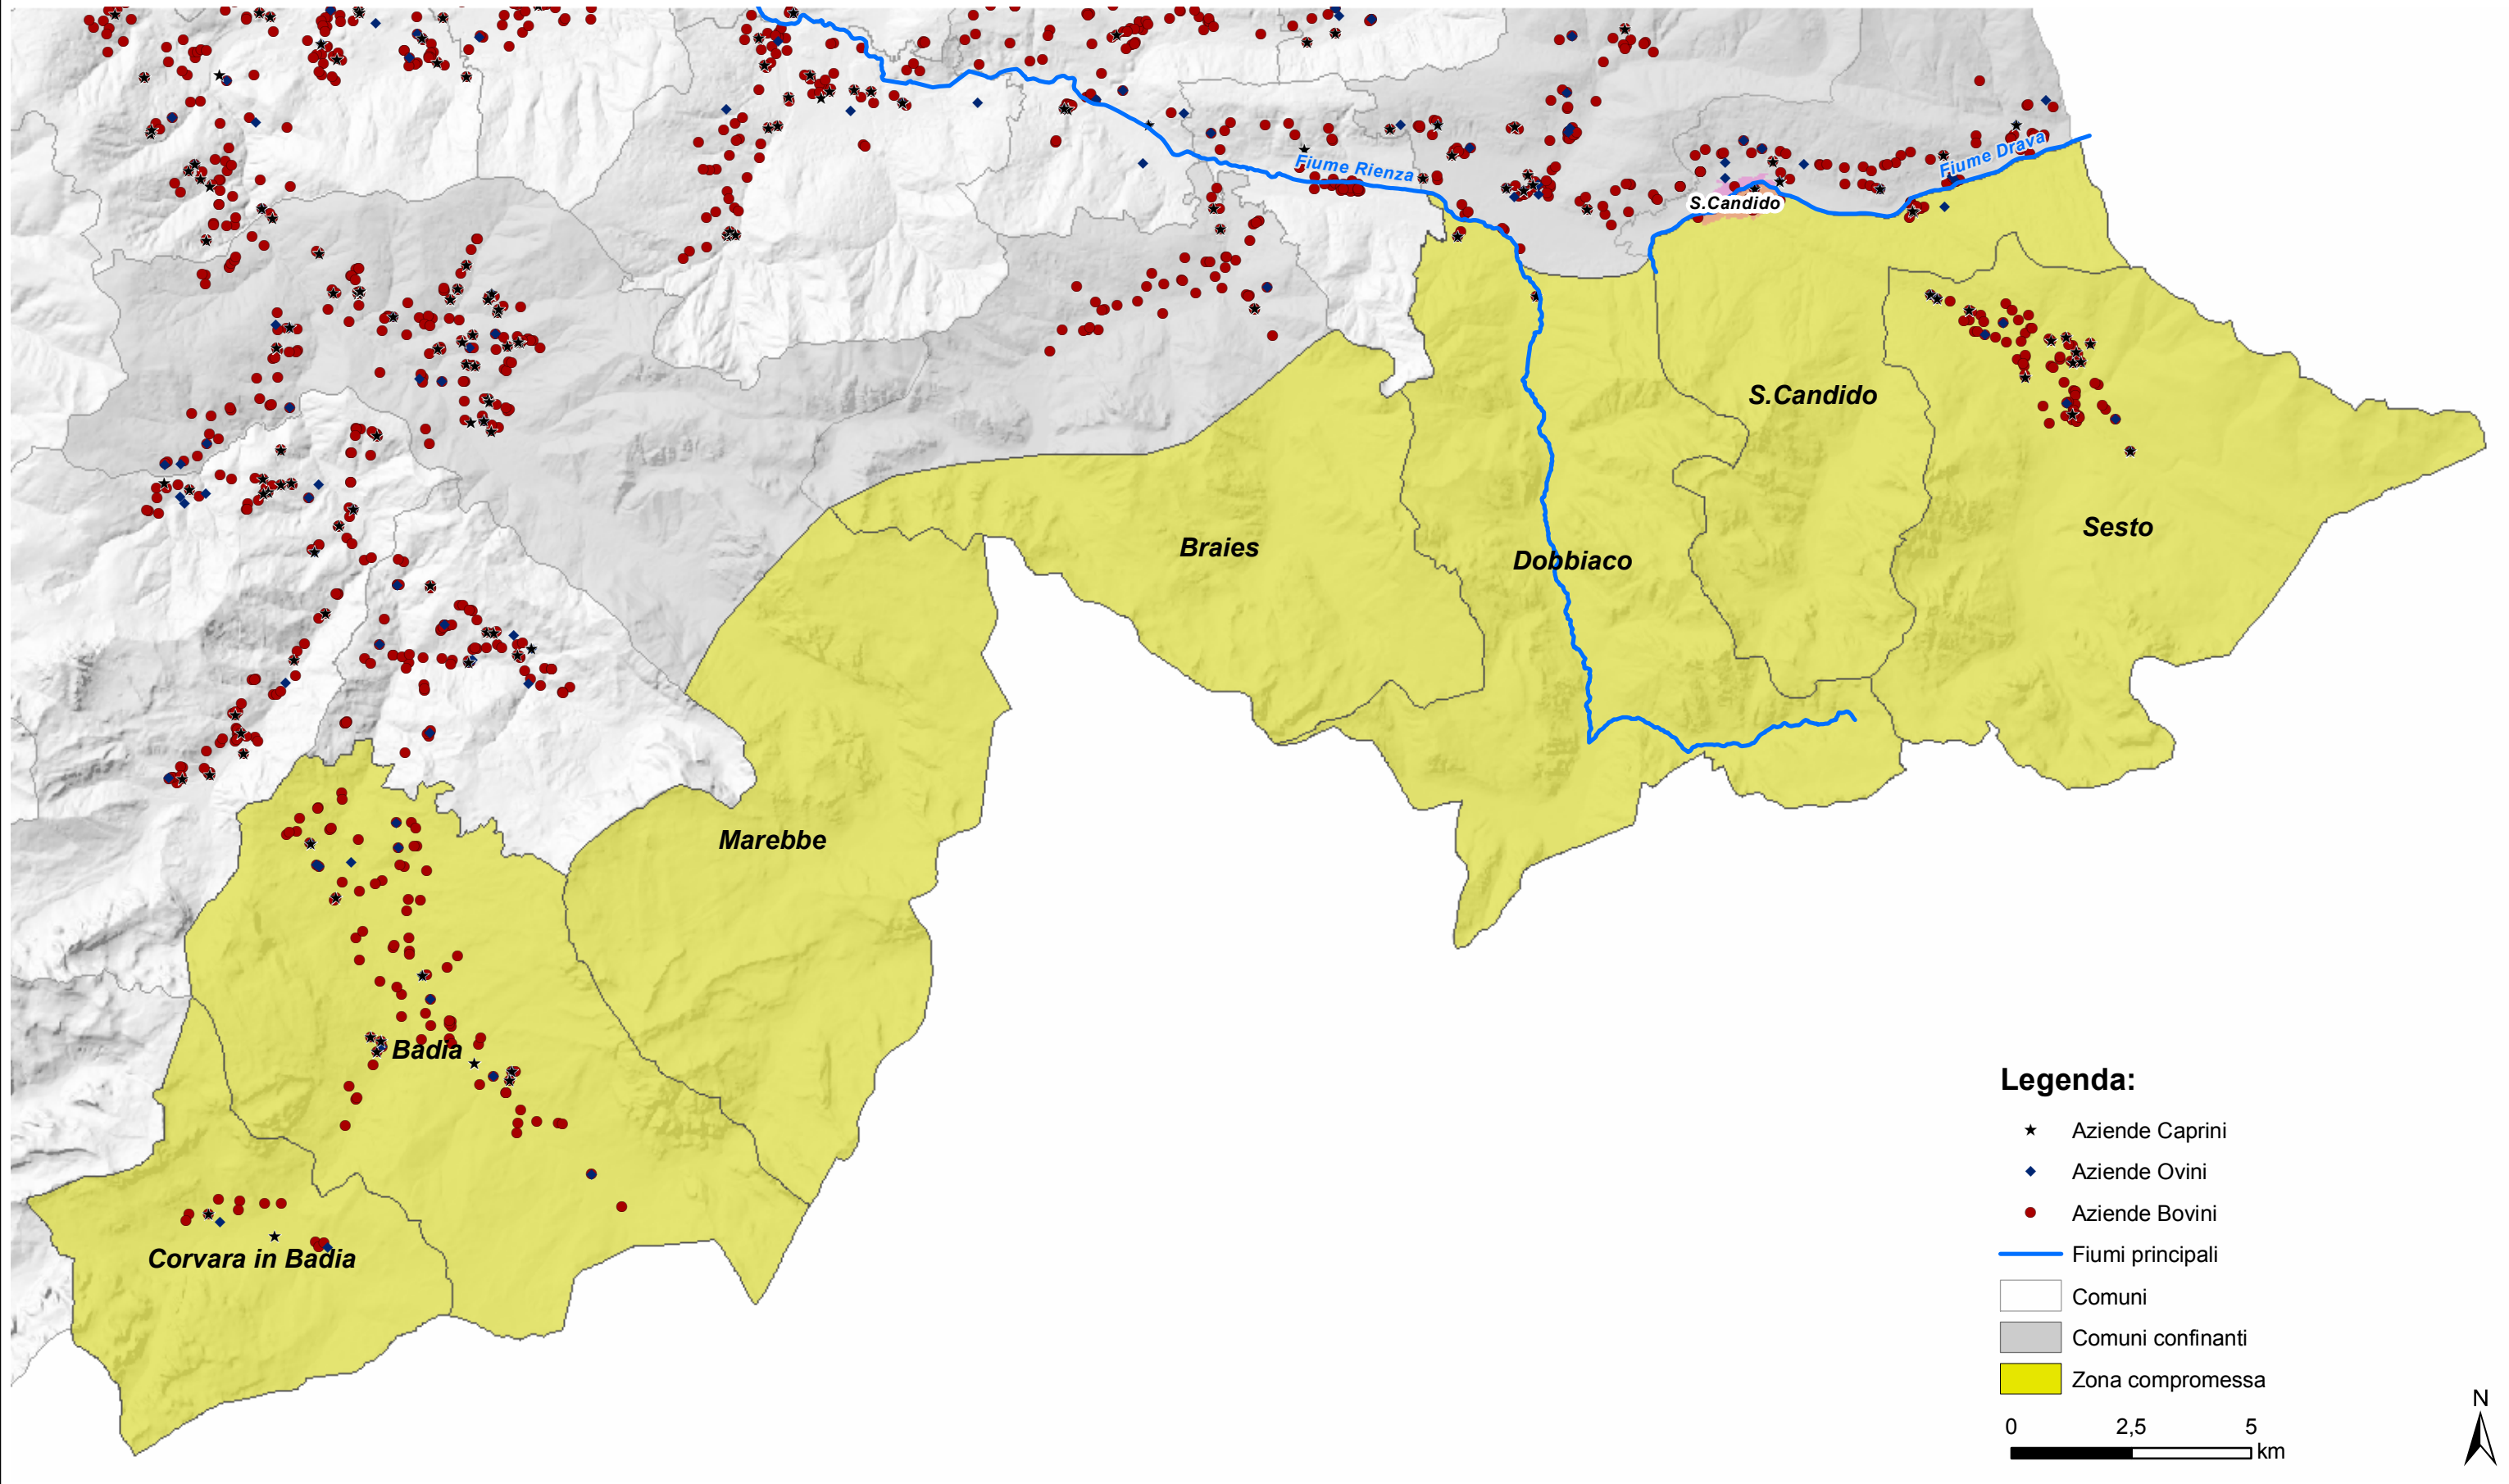 Fiume Rienza
Fiume Drava
S.Candido
S.Candido
Sesto
Braies
Dobbiaco
Marebbe
Badia
Corvara in Badia
Legenda:
Aziende Caprini
Aziende Ovini
Aziende Bovini
Fiumi principali
Comuni
Comuni confinanti
Zona compromessa
0 2,5 5
km
N